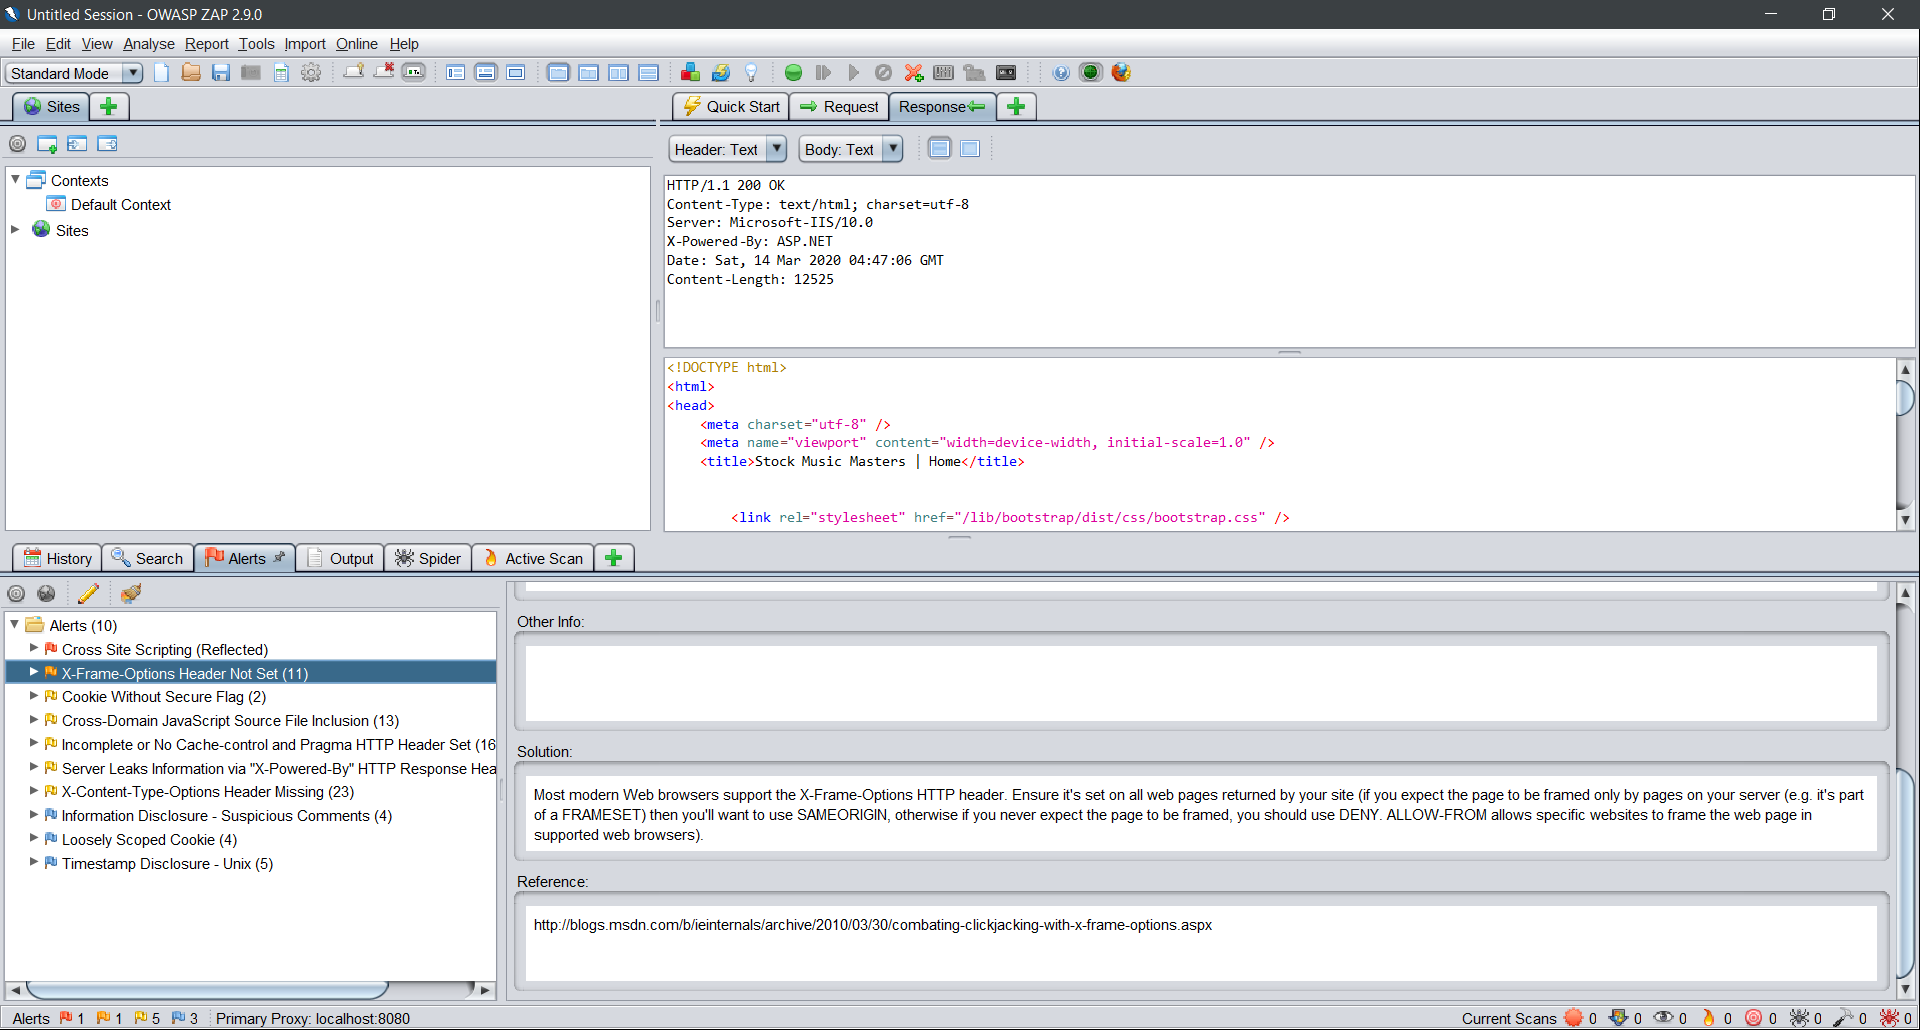 Untitled Session - OWASP ZAP 2.9.0
File Edit View Analyse Report Tools Import Online Help
Standard Mode
Sites
Quick Start
Request
Response
Header: Text
Body: Text
Contexts
Default Context
Sites
HTTP/1.1 200 OK
Content-Type: text/html; charset=utf-8
Server: Microsoft-IIS/10.0
X-Powered-By: ASP.NET
Date: Sat, 14 Mar 2020 04:47:06 GMT
Content-Length: 12525
<!DOCTYPE html>
<html>
<head>
<meta charset="utf-8" />
<meta name="viewport" content="width=device-width, initial-scale=1.0" />
<title>Stock Music Masters | Home</title>
<link rel="stylesheet" href="/lib/bootstrap/dist/css/bootstrap.css" />
History
Search
Alerts
Output
Spider
Active Scan
Alerts (10)
Cross Site Scripting (Reflected)
X-Frame-Options Header Not Set (11)
Cookie Without Secure Flag (2)
Cross-Domain JavaScript Source File Inclusion (13)
Incomplete or No Cache-control and Pragma HTTP Header Set (16
Server Leaks Information via "X-Powered-By" HTTP Response Hea
X-Content-Type-Options Header Missing (23)
Information Disclosure - Suspicious Comments (4)
Loosely Scoped Cookie (4)
Timestamp Disclosure - Unix (5)
Other Info:
Solution:
Most modern Web browsers support the X-Frame-Options HTTP header. Ensure it's set on all web pages returned by your site (if you expect the page to be framed only by pages on your server (e.g. it's part
of a FRAMESET) then you'll want to use SAMEORIGIN, otherwise if you never expect the page to be framed, you should use DENY. ALLOW-FROM allows specific websites to frame the web page in
supported web browsers).
Reference:
http://blogs.msdn.com/b/ieinternals/archive/2010/03/30/combating-clickjacking-with-x-frame-options.aspx
Alerts 1 1 5 3 Primary Proxy: localhost:8080
Current Scans 0 0 0 0 0 0 0 0